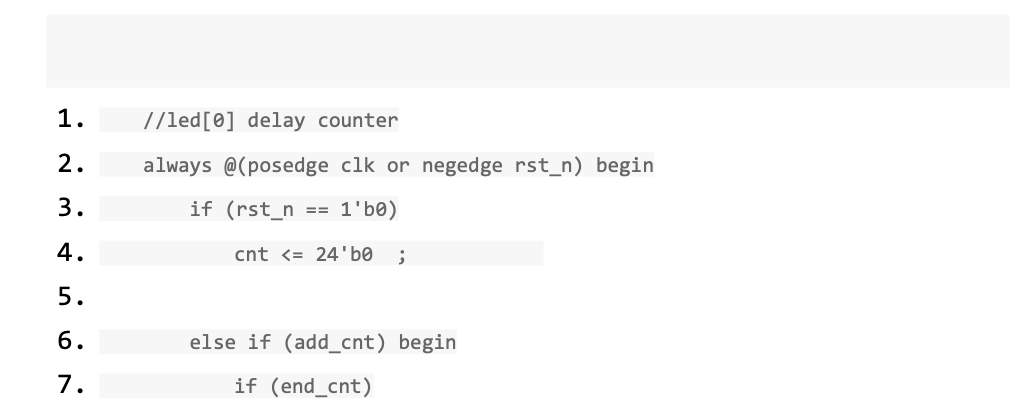 1. //led[0] delay counter
2. always @(posedge clk or negedge rst_n) begin
3. if (rst_n == 1'b0)
4. cnt <= 24'b0  ;
5.
6. else if (add_cnt) begin
7. if (end_cnt)